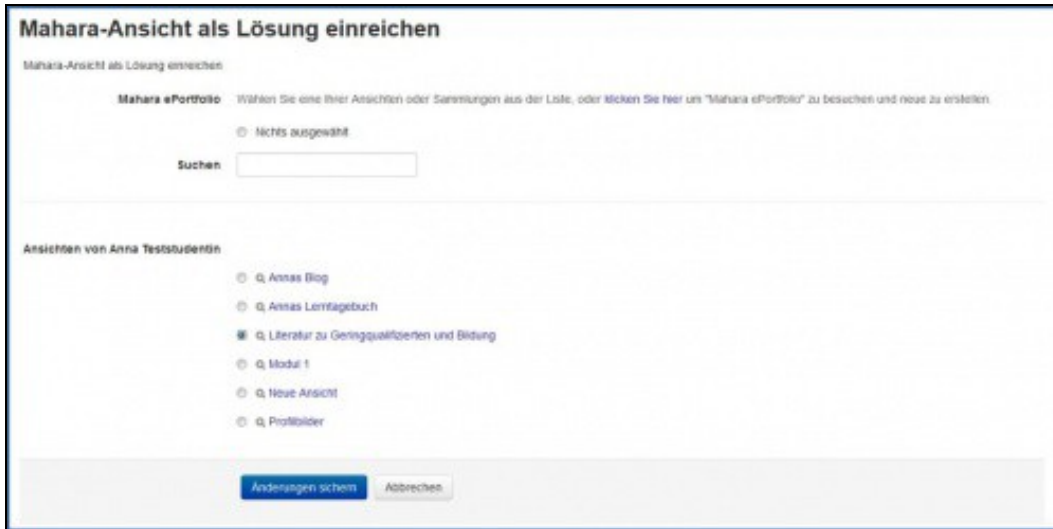 Mahara-Ansicht als Lösung einreichen
Mahara-Ansicht als Lösung einreichen
Mahara ePortfolio Wählen Sie eine Ihrer Ansichten oder Sammlungen aus der Liste, oder klicken Sie hier um "Mahara ePortfolio" zu besuchen und neue zu erstellen.
Nichts ausgewählt
Suchen
Ansichten von Anna Teststudentin
Annas Blog
Annas Lerntagebuch
Literatur zu Geringqualifizierten und Bildung
Modul 1
Neue Ansicht
Profilbilder
Änderungen sichern Abbrechen